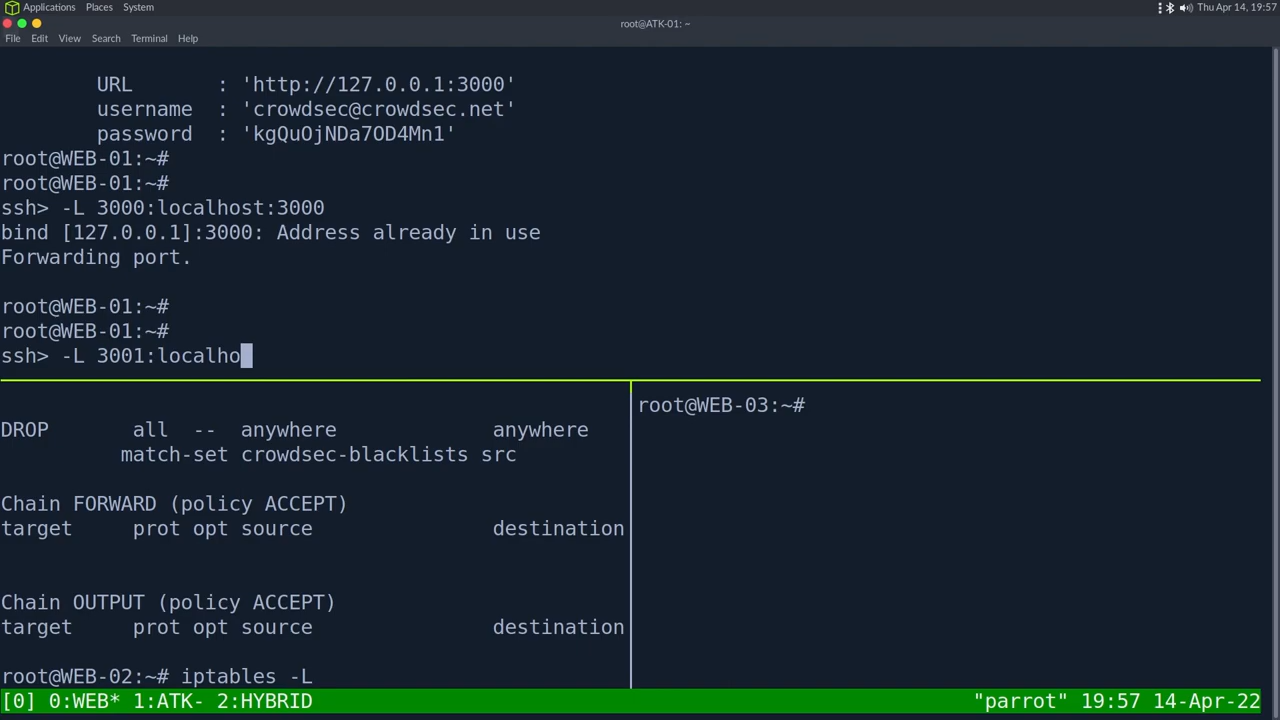 Applications Places System Thu Apr 14, 19:57
root@ATK-01: ~
File Edit View Search Terminal Help
URL : 'http://127.0.0.1:3000'
username : 'crowdsec@crowdsec.net'
password : 'kgQuOjNDa7OD4Mn1'
root@WEB-01:~#
root@WEB-01:~#
ssh> -L 3000:localhost:3000
bind [127.0.0.1]:3000: Address already in use
Forwarding port.
root@WEB-01:~#
root@WEB-01:~#
ssh> -L 3001:localho
DROP all -- anywhere anywhere
match-set crowdsec-blacklists src
Chain FORWARD (policy ACCEPT)
target prot opt source destination
Chain OUTPUT (policy ACCEPT)
target prot opt source destination
root@WEB-02:~# iptables -L
root@WEB-03:~#
[0] 0:WEB* 1:ATK- 2:HYBRID "parrot" 19:57 14-Apr-22